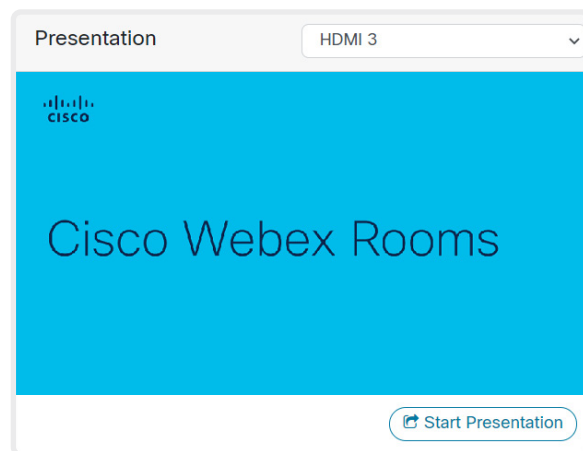 Presentation
HDMI 3
CISCO
Cisco Webex Rooms
Start Presentation